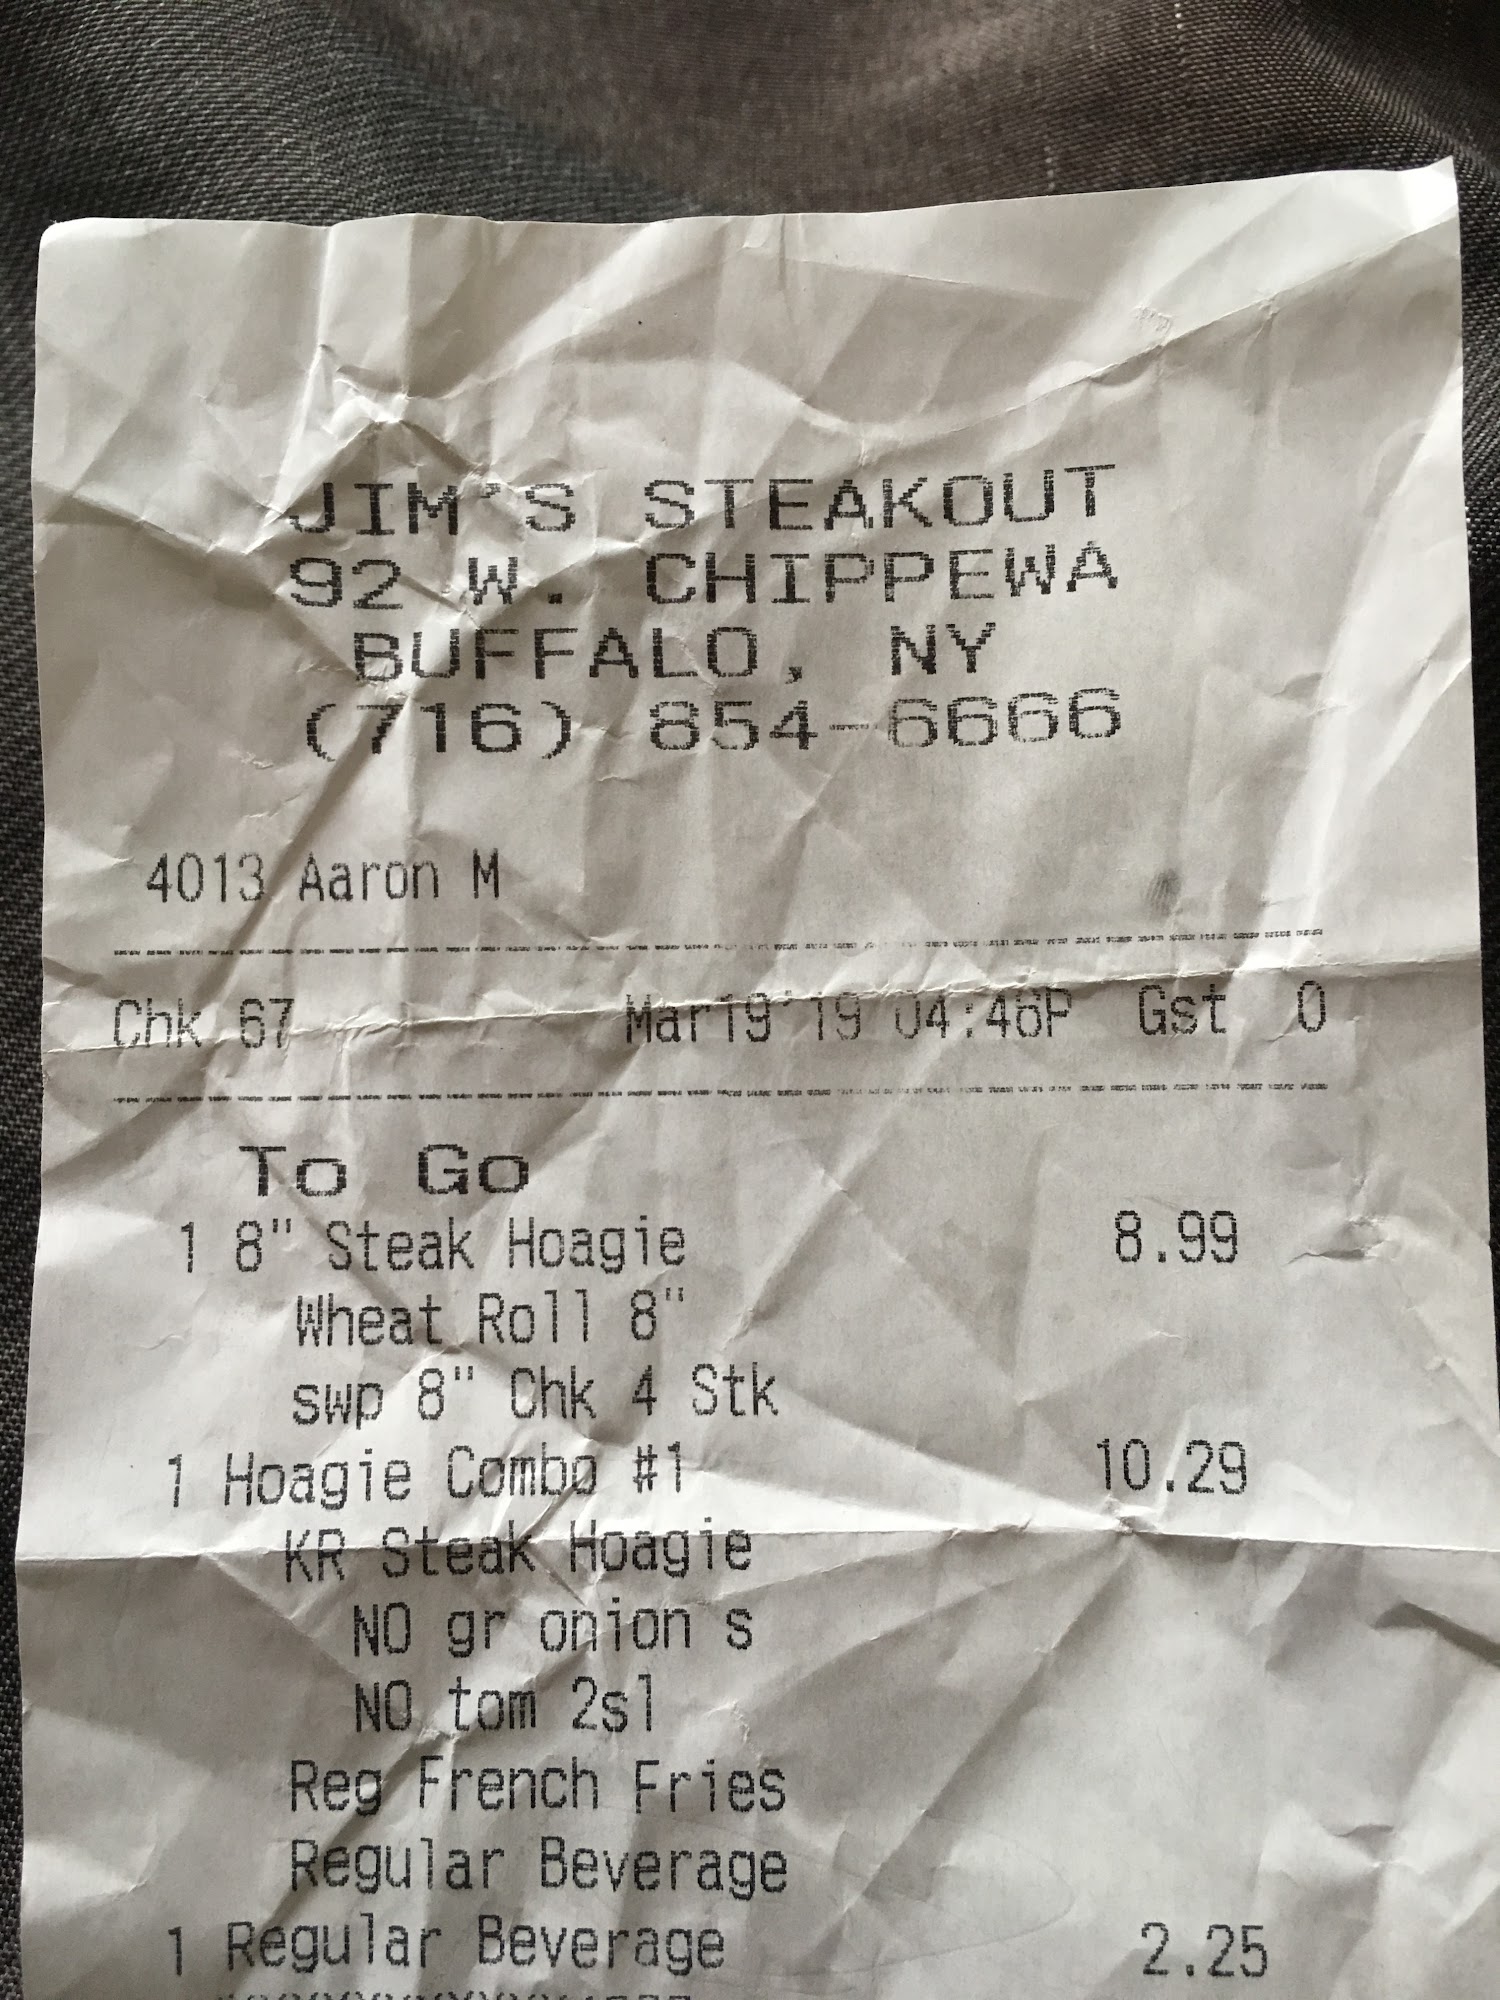 JIM'S STEAKOUT
92 W. CHIPPEWA
BUFFALO, NY
(716) 854-6666
4013 Aaron M
Chk 67 Mar19'19 04:46P Gst 0
To Go
1 8" Steak Hoagie 8.99
Wheat Roll 8"
swp 8" Chk 4 Stk
1 Hoagie Combo #1 10.29
KR Steak Hoagie
NO gr onion s
NO tom 2sl
Reg French Fries
Regular Beverage
1 Regular Beverage 2.25